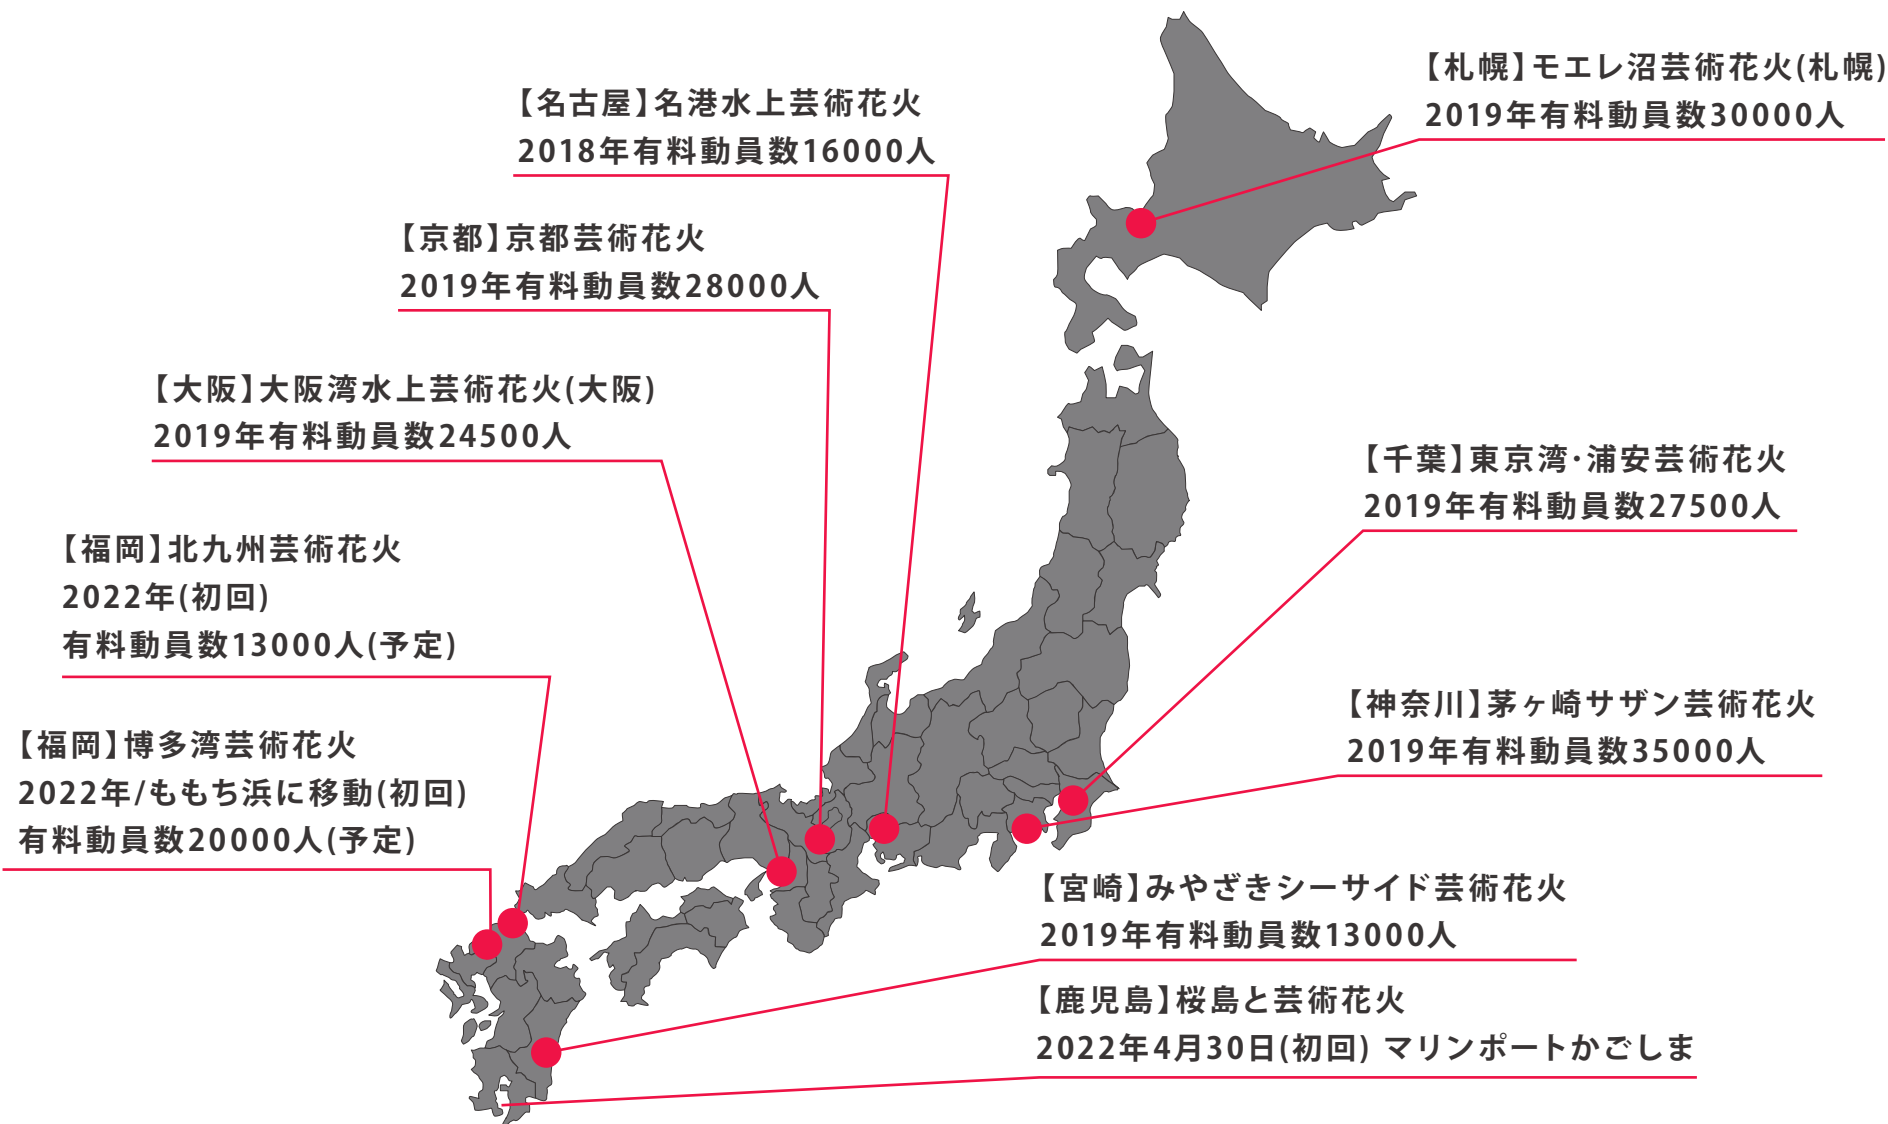 【札幌】モエレ沼芸術花火(札幌)
2019年有料動員数30000人
【名古屋】名港水上芸術花火
2018年有料動員数16000人
【京都】京都芸術花火
2019年有料動員数28000人
【大阪】大阪湾水上芸術花火(大阪)
2019年有料動員数24500人
【千葉】東京湾·浦安芸術花火
2019年有料動員数27500人
【福岡】北九州芸術花火
2022年(初回)
有料動員数13000人(予定)
【神奈川】茅ヶ崎サザン芸術花火
2019年有料動員数35000人
【福岡】博多湾芸術花火
2022年/ももち浜に移動(初回)
有料動員数20000人(予定)
【宮崎】みやざきシーサイド芸術花火
2019年有料動員数13000人
【鹿児島】桜島と芸術花火
2022年4月30日(初回) マリンポートかごしま